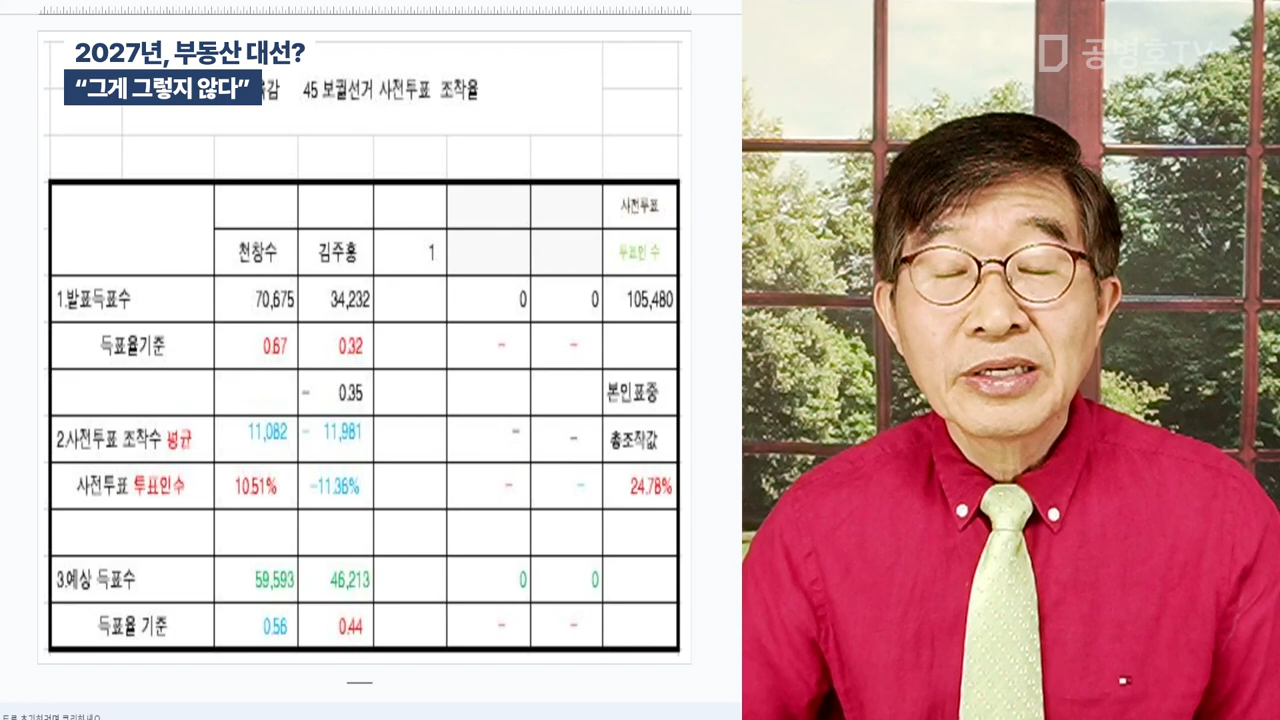 2027년, 부동산 대선?
“그게 그렇지 않다”
육감 45 보궐선거 사전투표 조작율
사전투표
천창수 김주홍 1 투표인 수
1.발표득표수 70,675 34,232 0 0 105,480
득표율기준 0.67 0.32 - -
- 0.35 본인표중
2.사전투표 조작수 평균 11,082 - 11,981 - - 총조작값
사전투표 투표인수 10.51% -11.36% - - 24.78%
3.예상 득표수 59,593 46,213 0 0
득표율 기준 0.56 0.44 - -
공병호TV